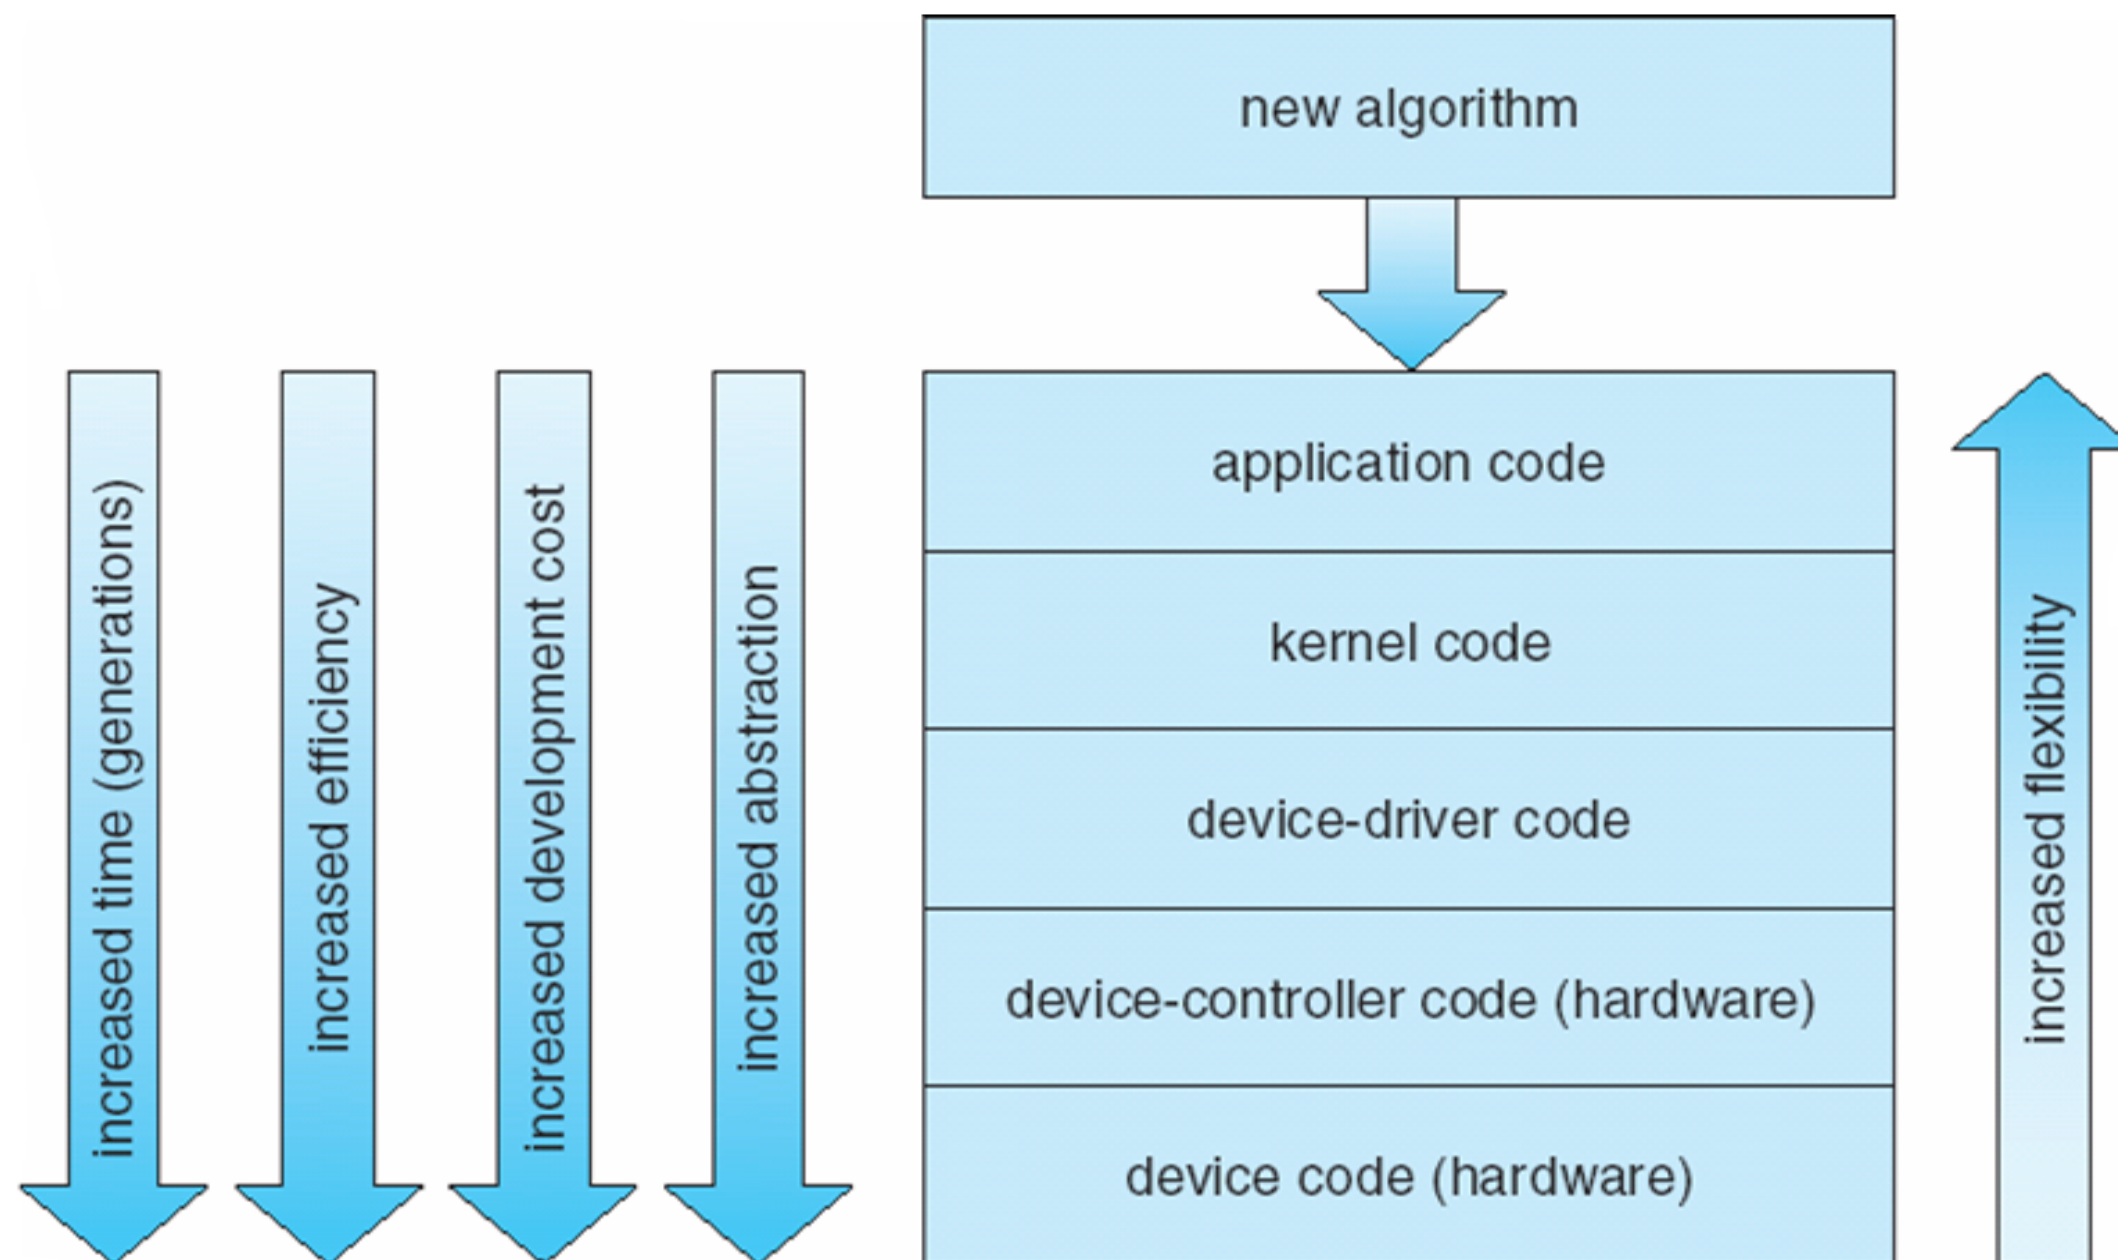 new algorithm
increased time (generations)
increased efficiency
increased development cost
increased abstraction
application code
kernel code
device-driver code
device-controller code (hardware)
device code (hardware)
increased flexibility